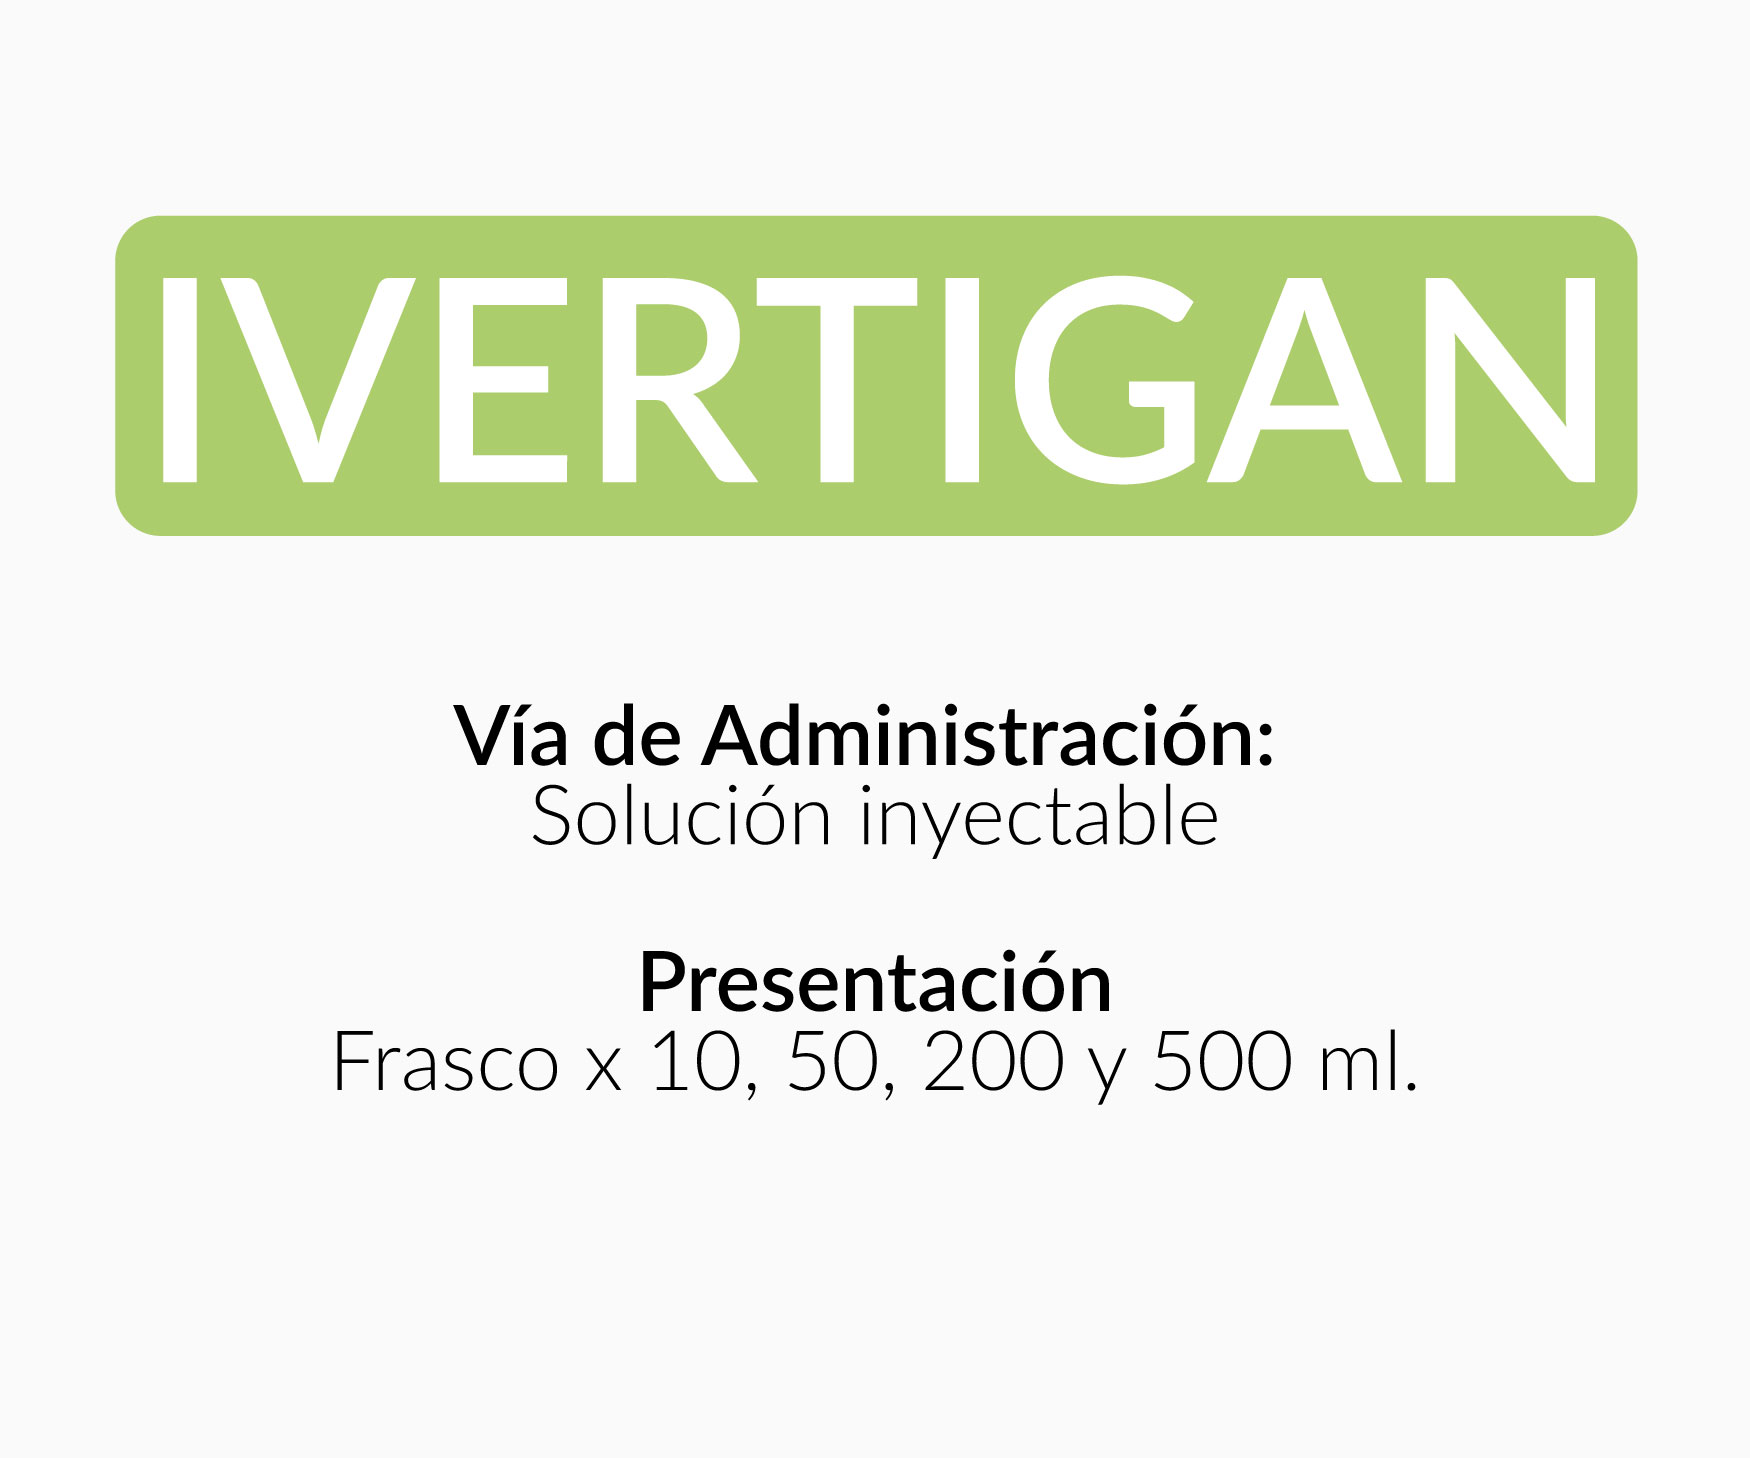 IVERTIGAN
Vía de Administración:
Solución inyectable
Presentación
Frasco x 10, 50, 200 y 500 ml.